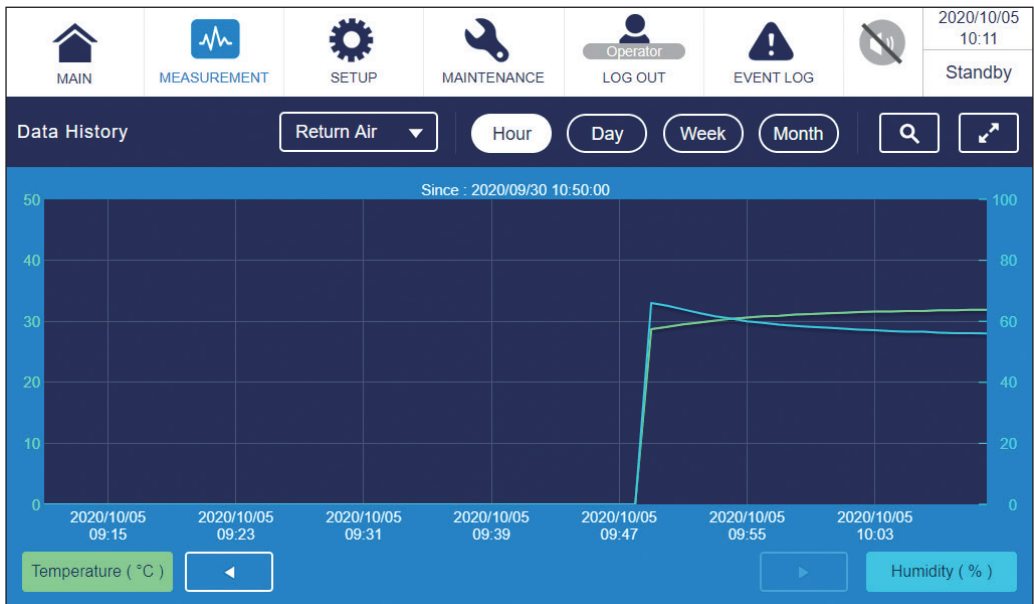 2020/10/05
10:11
Standby
Operator
MAIN
MEASUREMENT
SETUP
MAINTENANCE
LOG OUT
EVENT LOG
Data History
Return Air
Hour
Day
Week
Month
Since : 2020/09/30 10:50:00
50
100
40
80
30
60
20
40
10
20
0
0
2020/10/05
09:15
2020/10/05
09:23
2020/10/05
09:31
2020/10/05
09:39
2020/10/05
09:47
2020/10/05
09:55
2020/10/05
10:03
Temperature ( °C )
Humidity ( % )